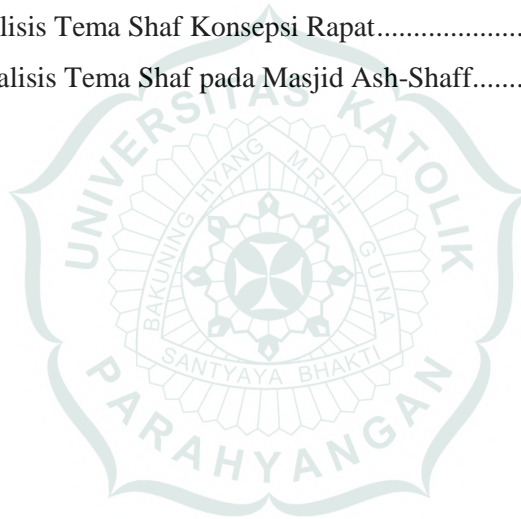 lisis Tema Shaf Konsepsi Rapat.....................
alisis Tema Shaf pada Masjid Ash-Shaff.......
UNIVERSITAS KATOLIK
BAKUNING HYANG MRIH GUNA
SANTYAYA BHAKTI
PARAHYANGAN